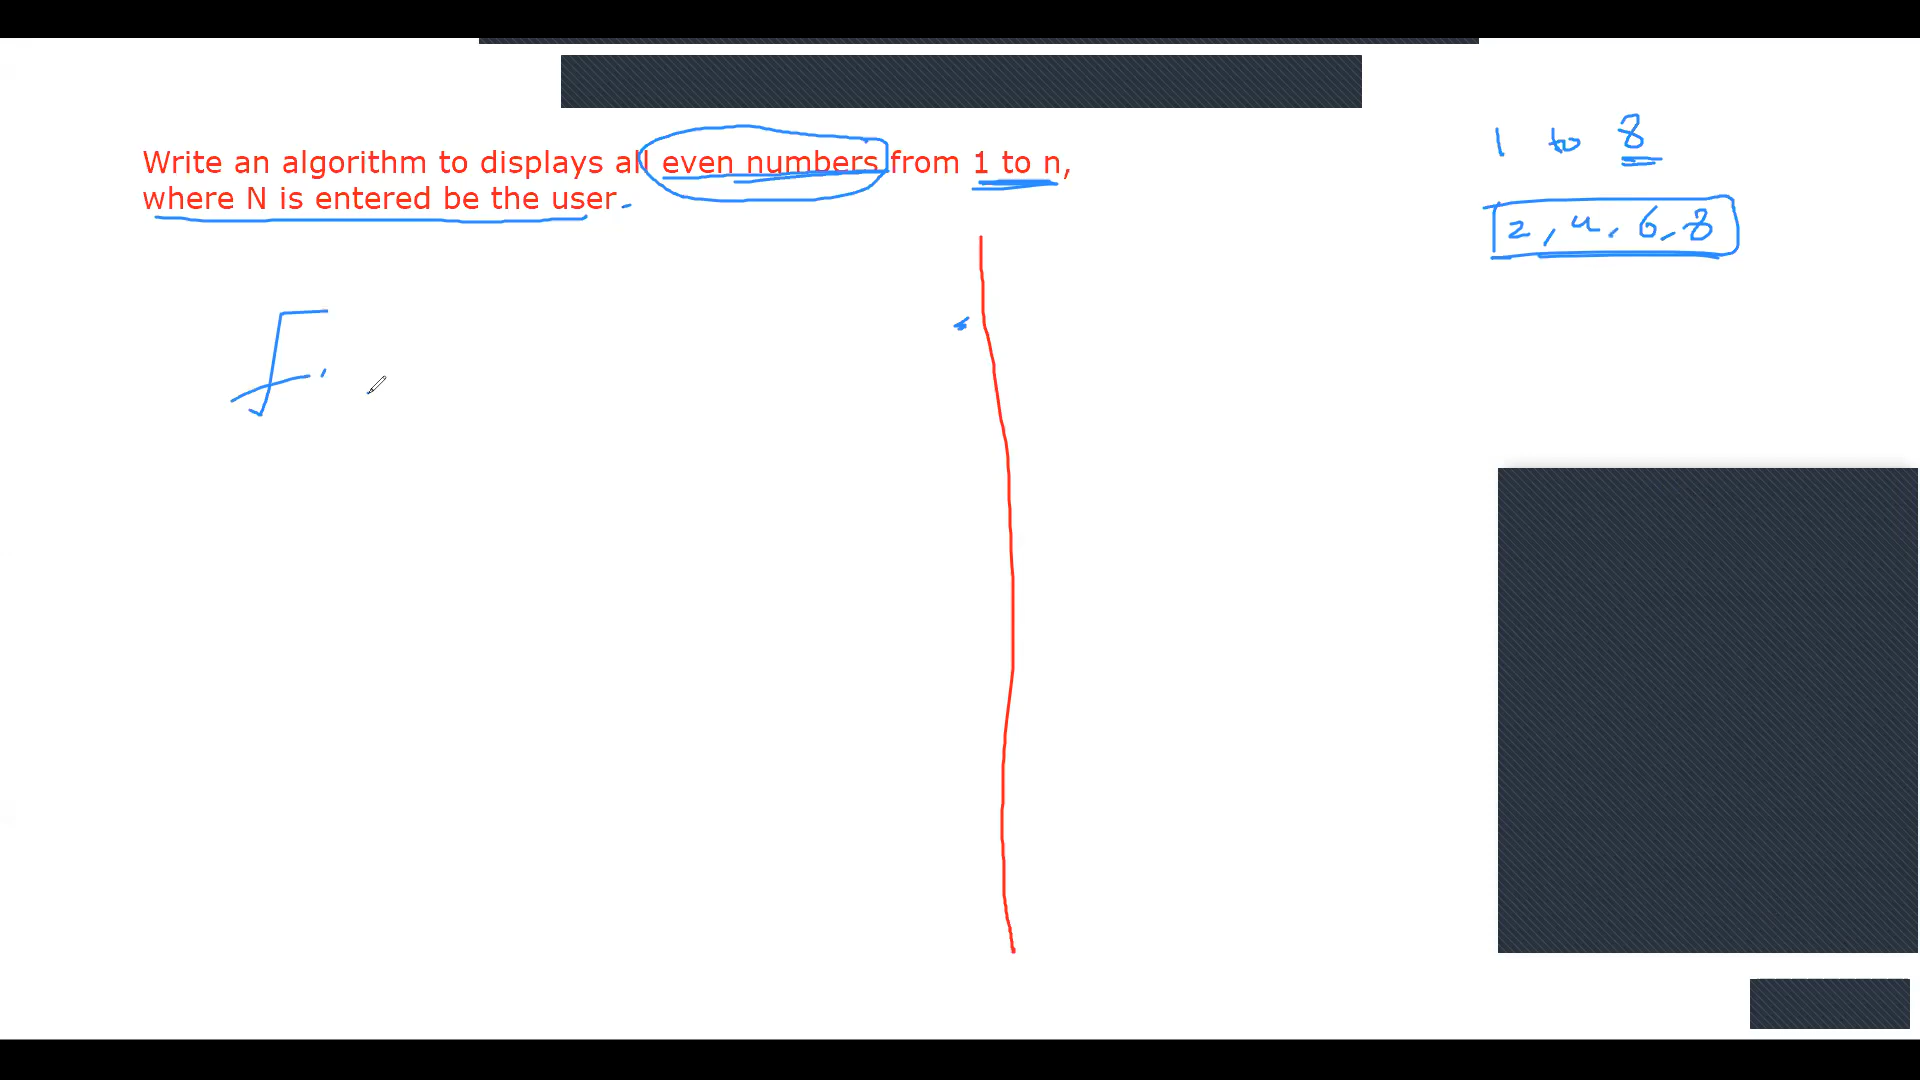 Write an algorithm to displays all even numbers from 1 to n,
where N is entered be the user
1 to 8
2, 4, 6, 8